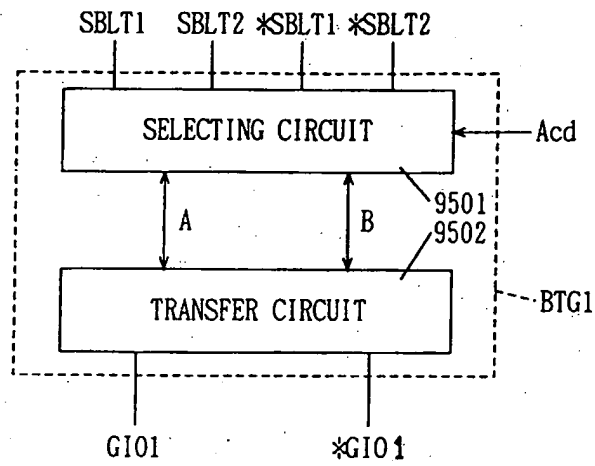 SBLT1 SBLT2 *SBLT1 *SBLT2
SELECTING CIRCUIT
Acd
9501
A B
9502
TRANSFER CIRCUIT
BTG1
GIO1 *GIO1